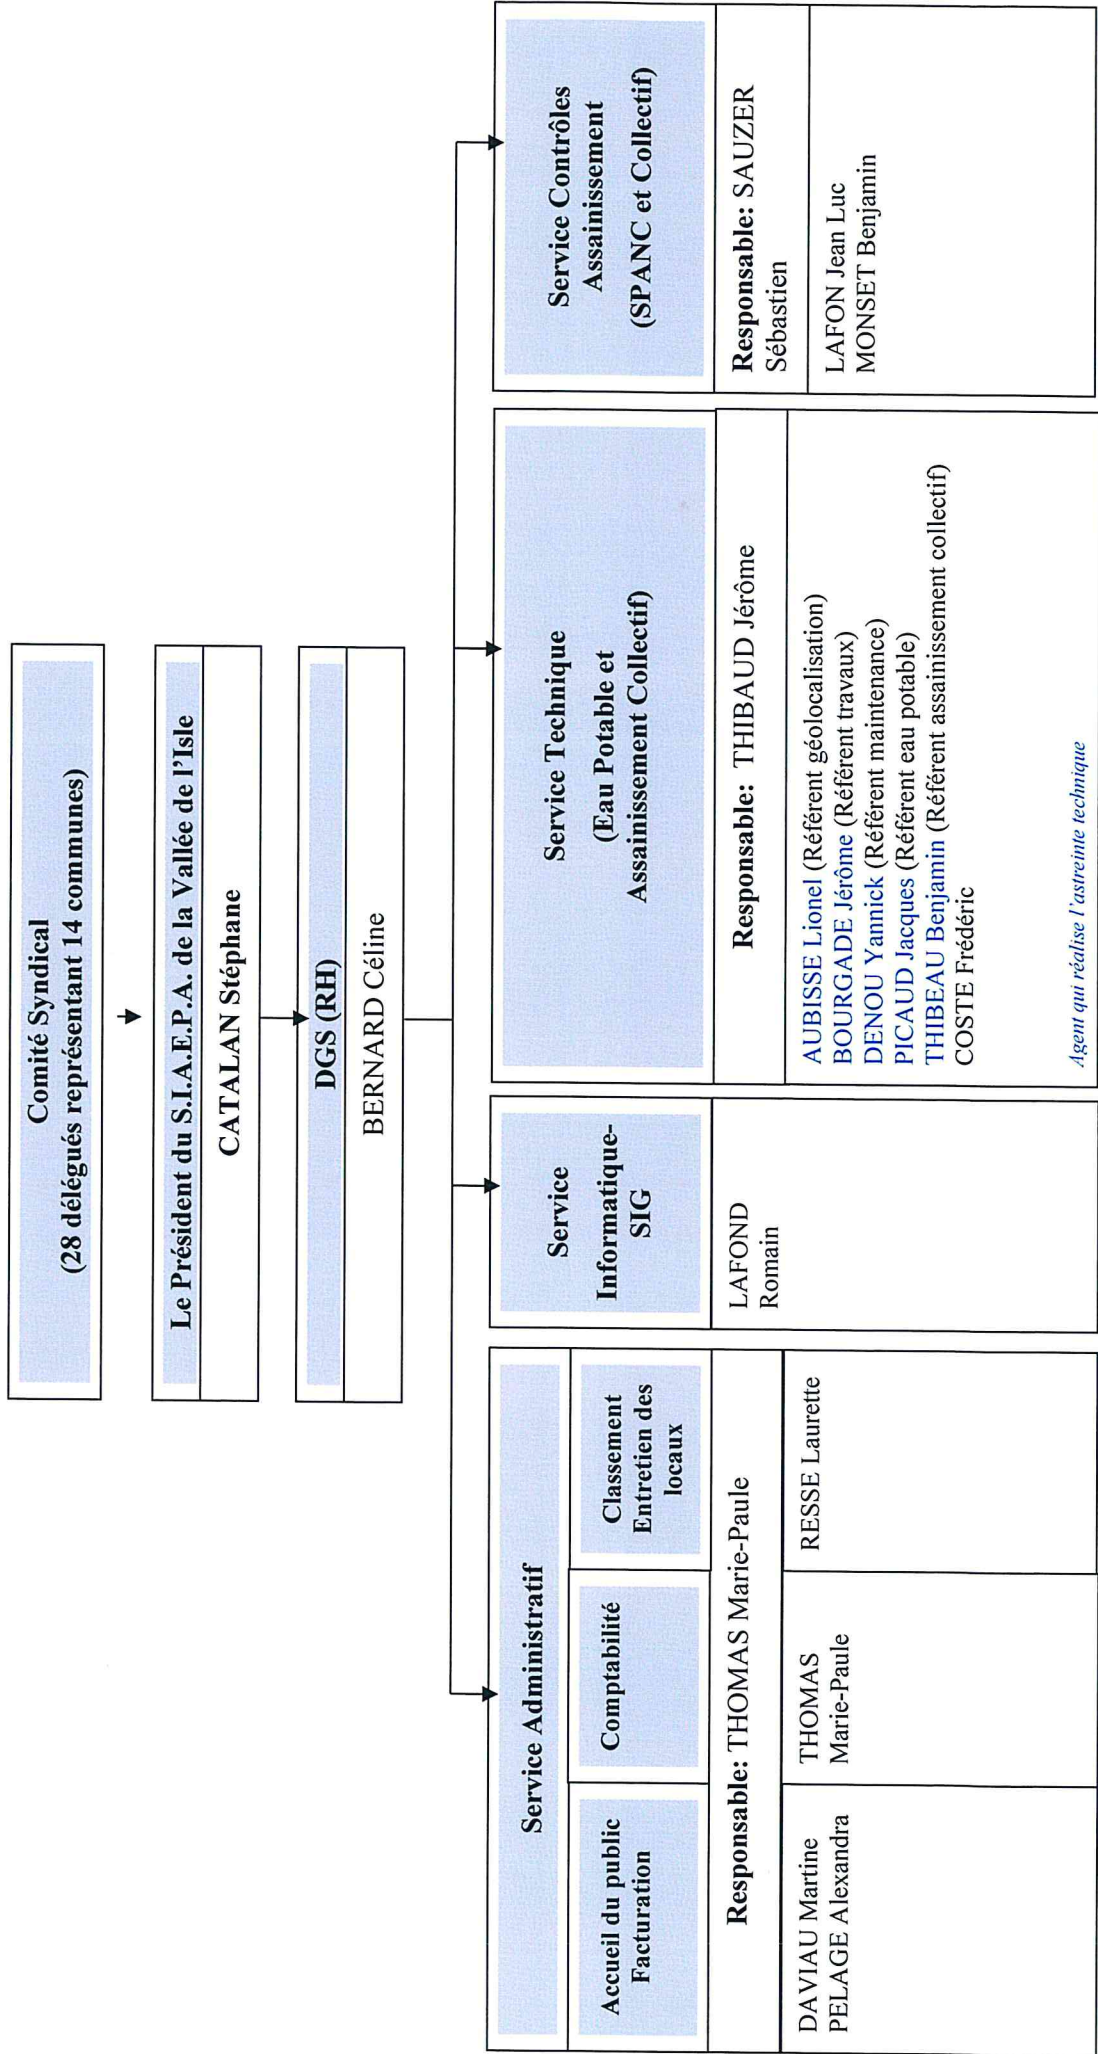 Comité Syndical
(28 délégués représentant 14 communes)
Le Président du S.I.A.E.P.A. de la Vallée de l'Isle
CATALAN Stéphane
DGS (RH)
BERNARD Céline
Service Administratif
Accueil du public
Facturation
Comptabilité
Classement
Entretien des
locaux
Responsable: THOMAS Marie-Paule
DAVIAU Martine
PELAGE Alexandra
THOMAS
Marie-Paule
RESSE Laurette
Service
Informatique-
SIG
LAFOND
Romain
Service Technique
(Eau Potable et
Assainissement Collectif)
Responsable: THIBAUD Jérôme
AUBISSE Lionel (Référent géolocalisation)
BOURGADE Jérôme (Référent travaux)
DENOU Yannick (Référent maintenance)
PICAUD Jacques (Référent eau potable)
THIBEAU Benjamin (Référent assainissement collectif)
COSTE Frédéric
Agent qui réalise l'astreinte technique
Service Contrôles
Assainissement
(SPANC et Collectif)
Responsable: SAUZER
Sébastien
LAFON Jean Luc
MONSET Benjamin